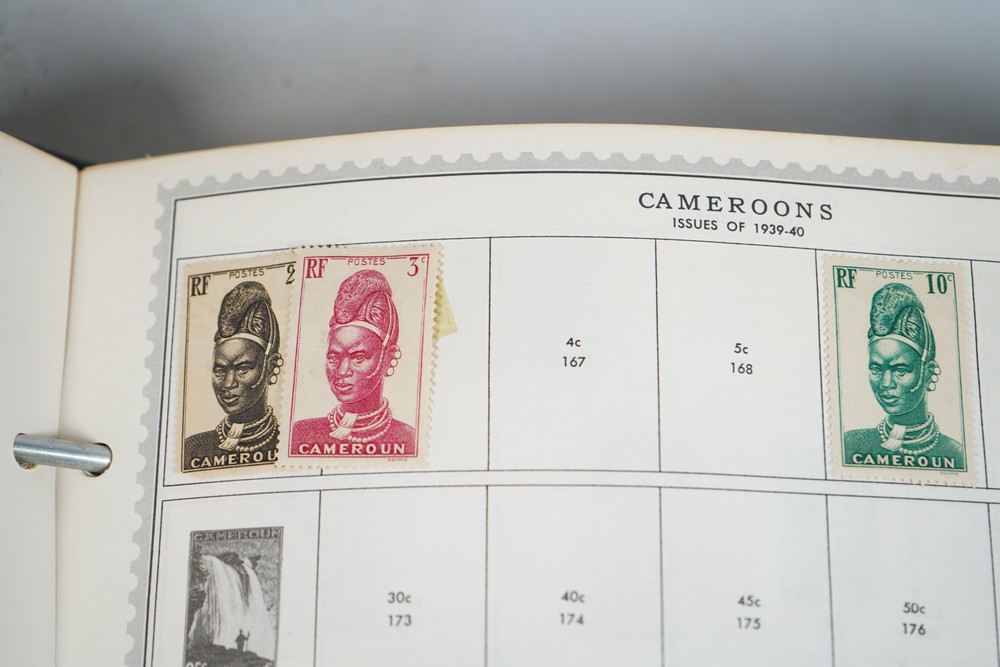 CAMEROONS
ISSUES OF 1939-40
RF POSTES 2
CAMEROU
RF POSTES 3c
CAMEROUN
4c
167
5c
168
RF POSTES 10c
CAMEROUN
CAMEROUN
30c
173
40c
174
45c
175
50c
176